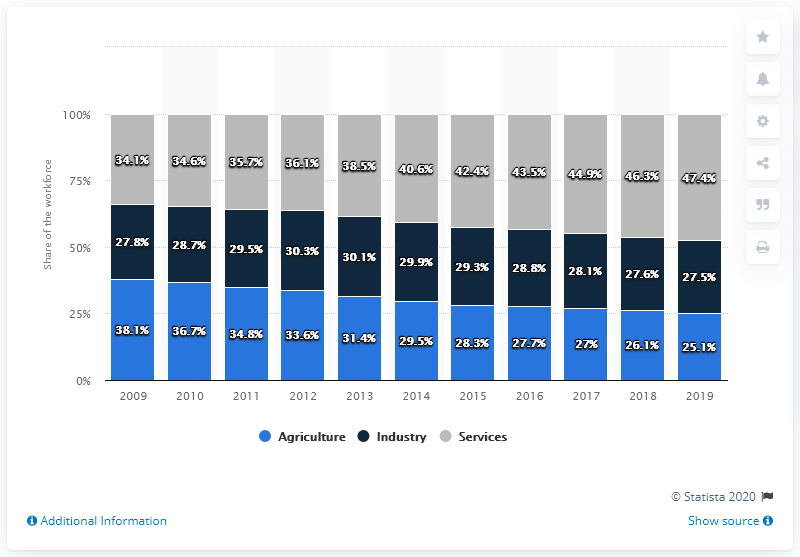 100%
75%
50%
25%
0%
Share of the workforce
34.1% 34.6% 35.7% 36.1% 38.5% 40.6% 42.4% 43.5% 44.9% 46.3% 47.4%
27.8% 28.7% 29.5% 30.3% 30.1% 29.9% 29.3% 28.8% 28.1% 27.6% 27.5%
38.1% 36.7% 34.8% 33.6% 31.4% 29.5% 28.3% 27.7% 27% 26.1% 25.1%
2009 2010 2011 2012 2013 2014 2015 2016 2017 2018 2019
Agriculture Industry Services
© Statista 2020
Additional Information Show source